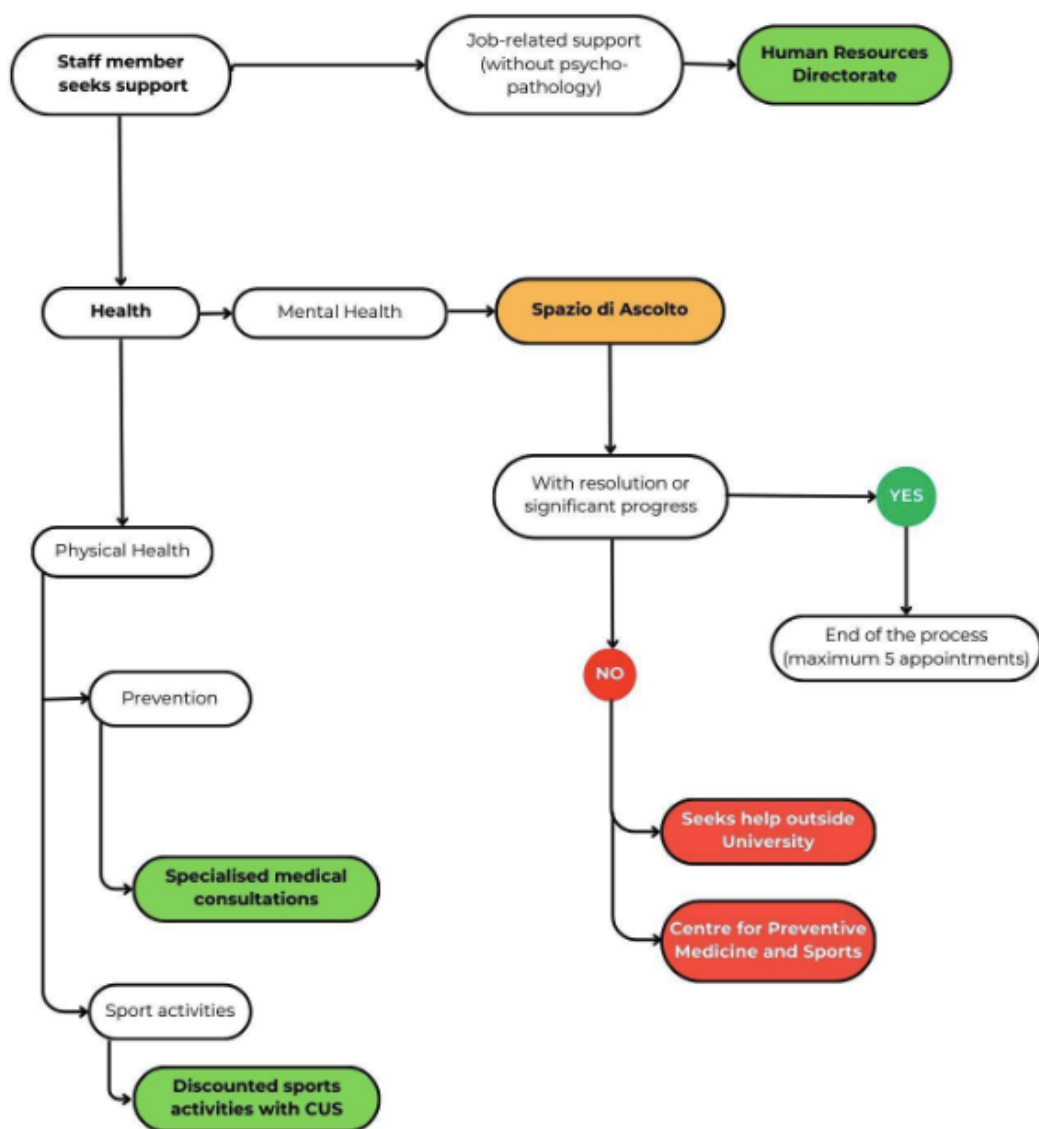 Staff member
seeks support
Job-related support
(without psycho-
pathology)
Human Resources
Directorate
Health
Mental Health
Spazio di Ascolto
With resolution or
significant progress
YES
Physical Health
End of the process
(maximum 5 appointments)
NO
Prevention
Seeks help outside
University
Specialised medical
consultations
Centre for Preventive
Medicine and Sports
Sport activities
Discounted sports
activities with CUS